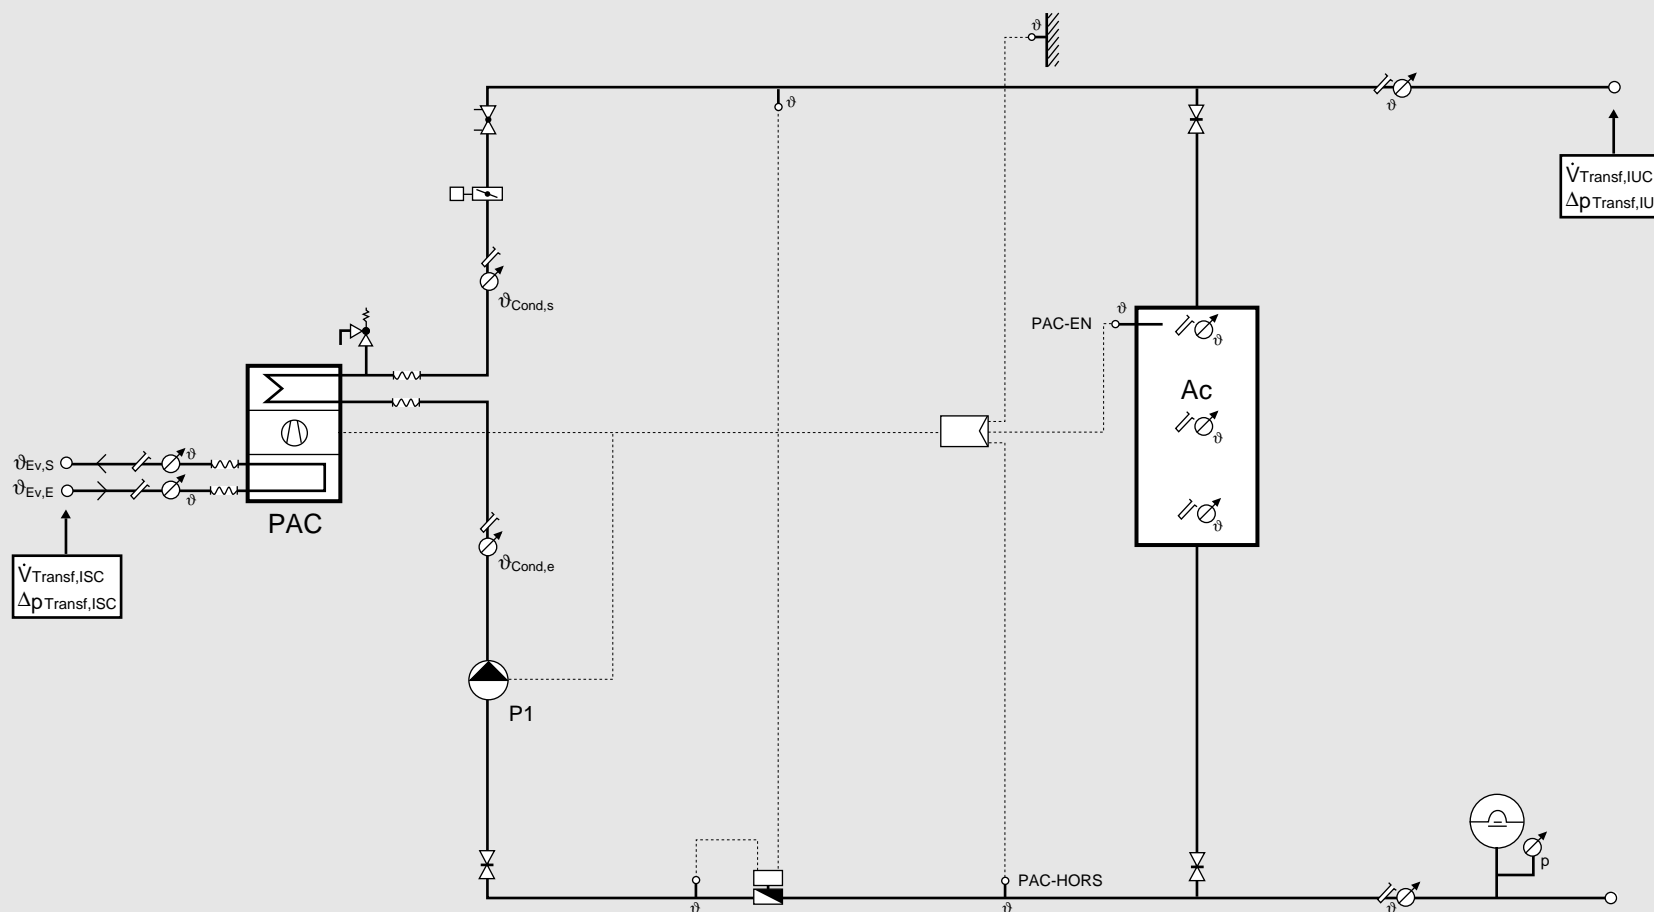 ϑ
ϑ
ϑ
V̇Transf,IUC
ΔpTransf,IU
ϑCond,s
ϑ
PAC-EN
ϑ
Ac
ϑ
ϑEv,S
ϑ
ϑEv,E
ϑ
PAC
ϑ
ϑCond,e
V̇Transf,ISC
ΔpTransf,ISC
P1
p
PAC-HORS
ϑ
ϑ
ϑ